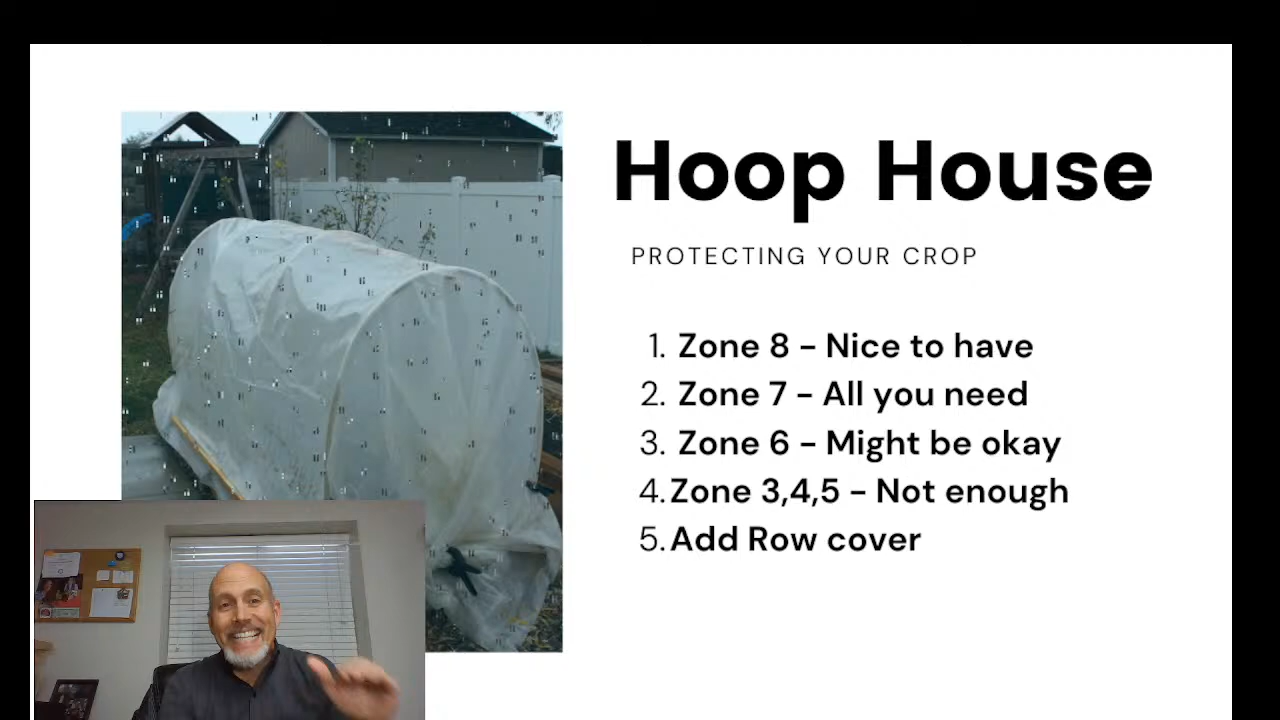 Hoop House
PROTECTING YOUR CROP
1. Zone 8 – Nice to have
2. Zone 7 – All you need
3. Zone 6 – Might be okay
4. Zone 3,4,5 – Not enough
5. Add Row cover